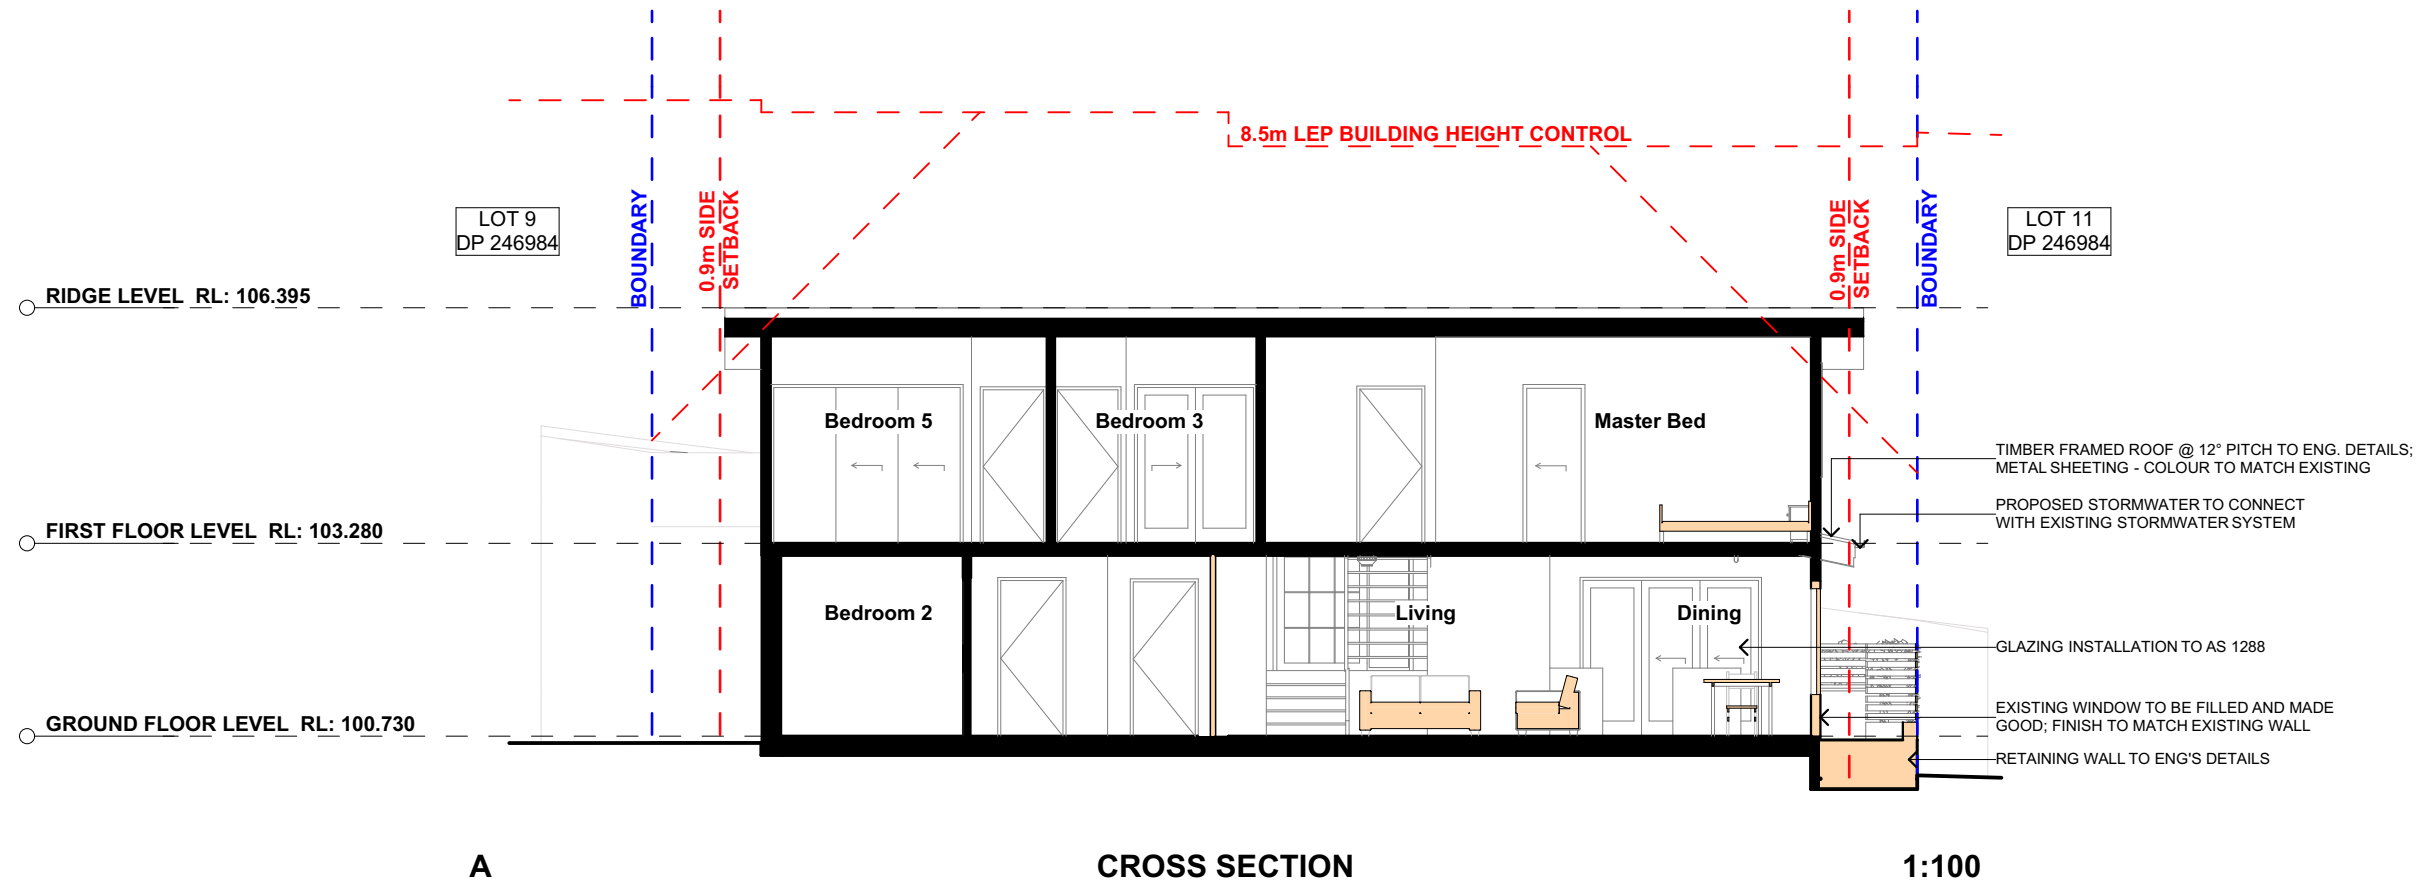 8.5m LEP BUILDING HEIGHT CONTROL
LOT 9
DP 246984
BOUNDARY
0.9m SIDE
SETBACK
0.9m SIDE
SETBACK
BOUNDARY
LOT 11
DP 246984
RIDGE LEVEL RL: 106.395
Bedroom 5
Bedroom 3
Master Bed
TIMBER FRAMED ROOF @ 12° PITCH TO ENG. DETAILS;
METAL SHEETING - COLOUR TO MATCH EXISTING
PROPOSED STORMWATER TO CONNECT
WITH EXISTING STORMWATER SYSTEM
FIRST FLOOR LEVEL RL: 103.280
Bedroom 2
Living
Dining
GLAZING INSTALLATION TO AS 1288
EXISTING WINDOW TO BE FILLED AND MADE
GOOD; FINISH TO MATCH EXISTING WALL
GROUND FLOOR LEVEL RL: 100.730
RETAINING WALL TO ENG'S DETAILS
A
CROSS SECTION
1:100